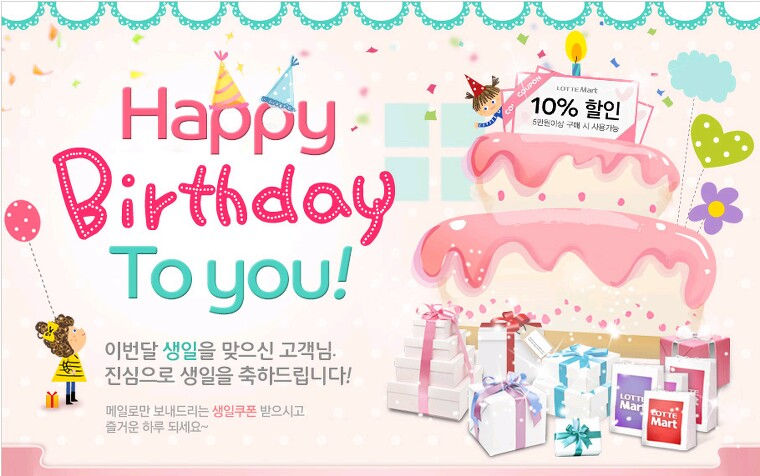 Happy
Birthday
To you!
이번달 생일을 맞으신 고객님.
진심으로 생일을 축하드립니다!
메일로만 보내드리는 생일쿠폰 받으시고
즐거운 하루 되세요~
COUPON
LOTTE Mart
10% 할인
5만원이상 구매 시 사용가능
LOTTE
Mart
LOTTE
Mart
LOTTE
Mart